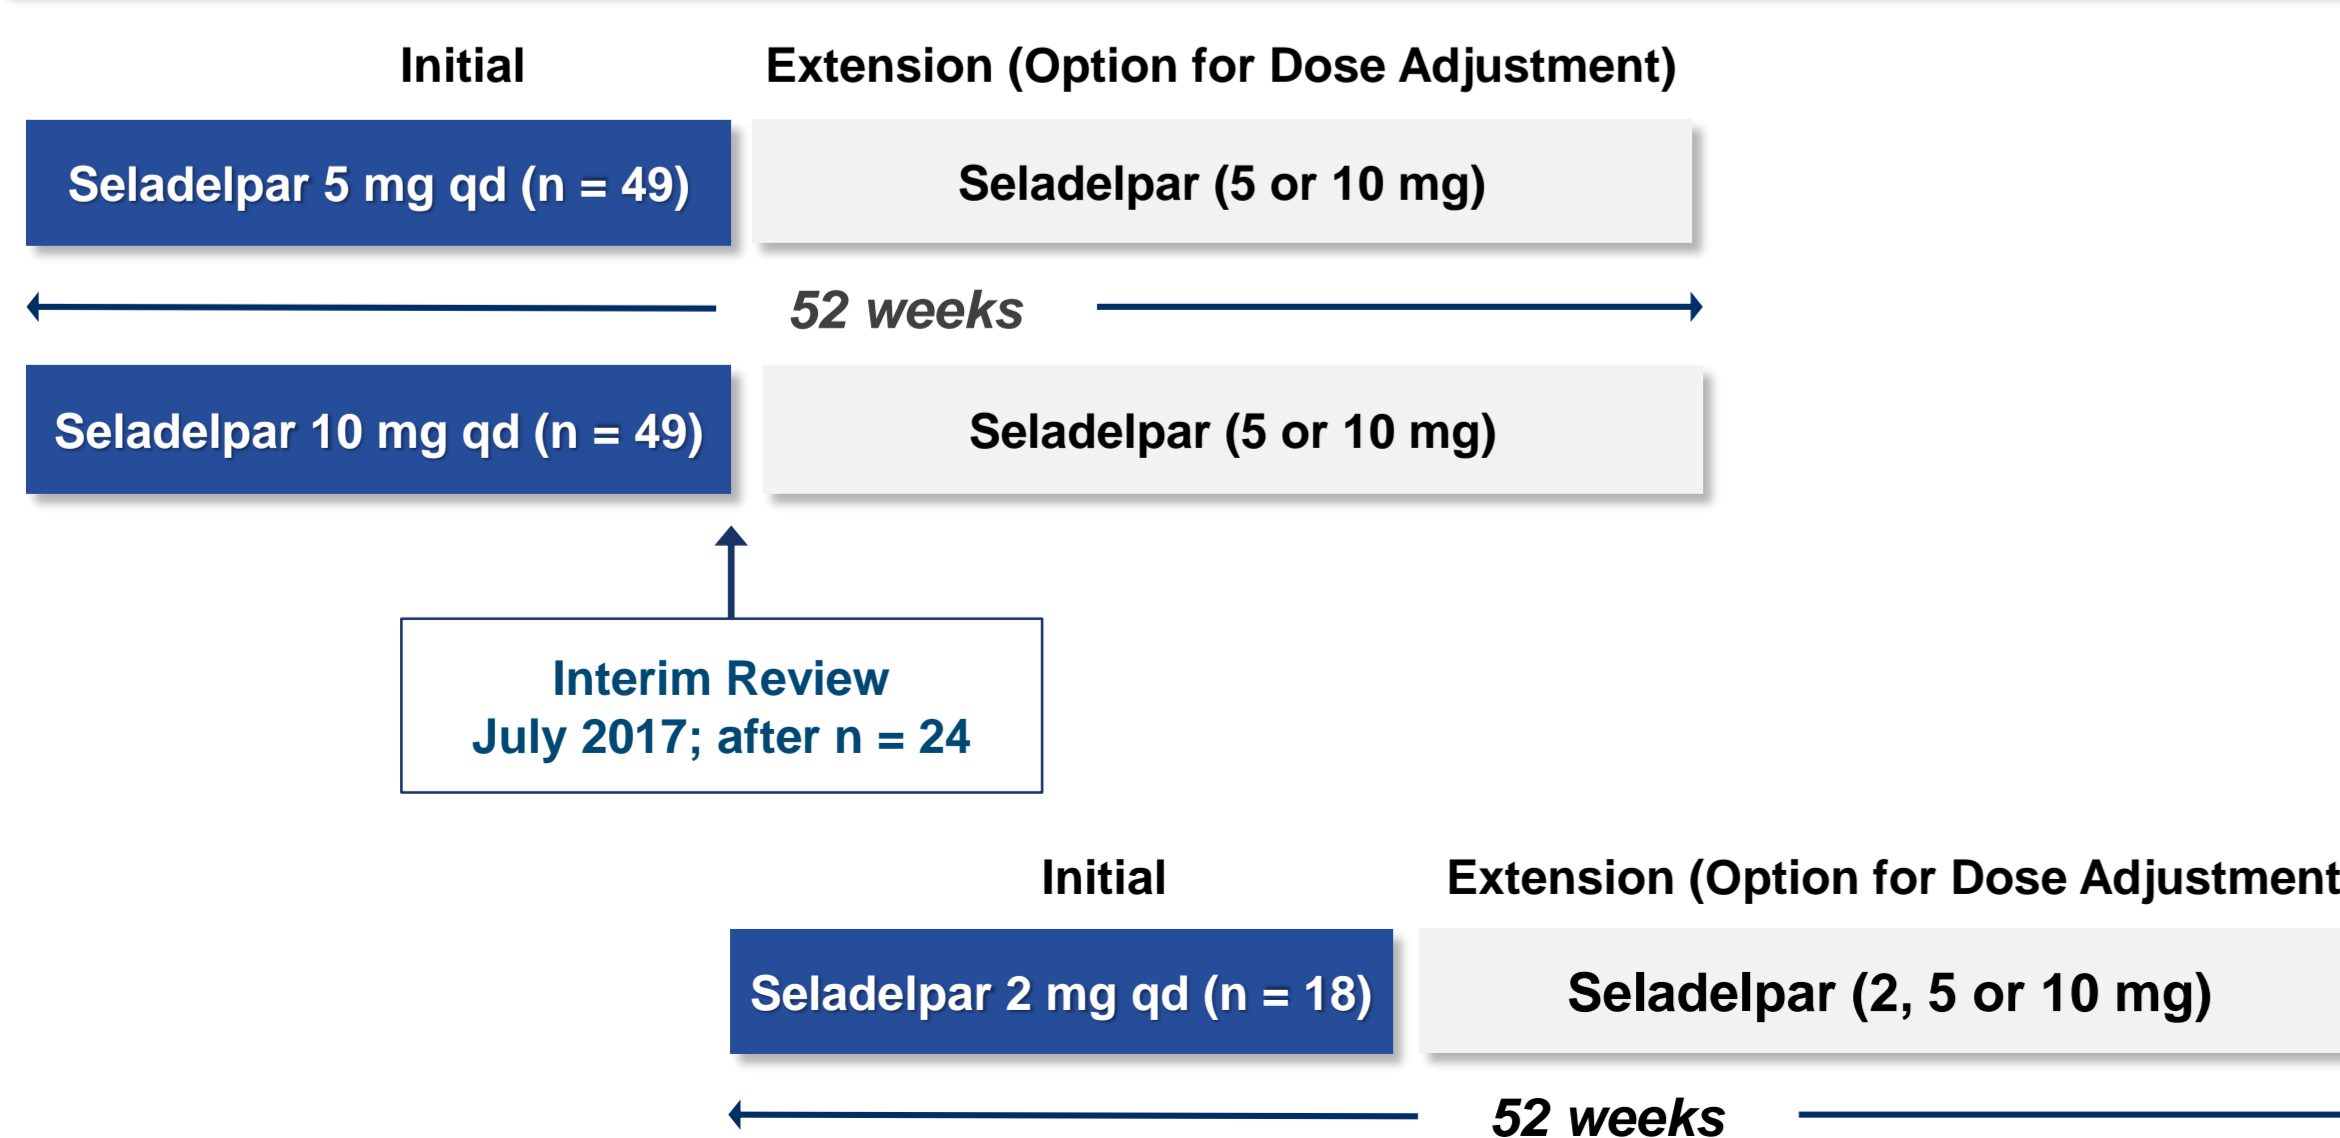 Initial
Extension (Option for Dose Adjustment)
Seladelpar 5 mg qd (n = 49)
Seladelpar (5 or 10 mg)
52 weeks
Seladelpar 10 mg qd (n = 49)
Seladelpar (5 or 10 mg)
Interim Review
July 2017; after n = 24
Initial
Extension (Option for Dose Adjustment
Seladelpar 2 mg qd (n = 18)
Seladelpar (2, 5 or 10 mg)
52 weeks